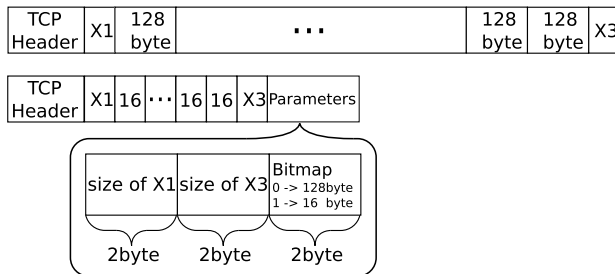 TCP Header X1 128 byte ... 128 byte 128 byte X3
TCP Header X1 16 ... 16 16 X3 Parameters
size of X1 size of X3 Bitmap
0 -> 128byte
1 -> 16 byte
2byte 2byte 2byte